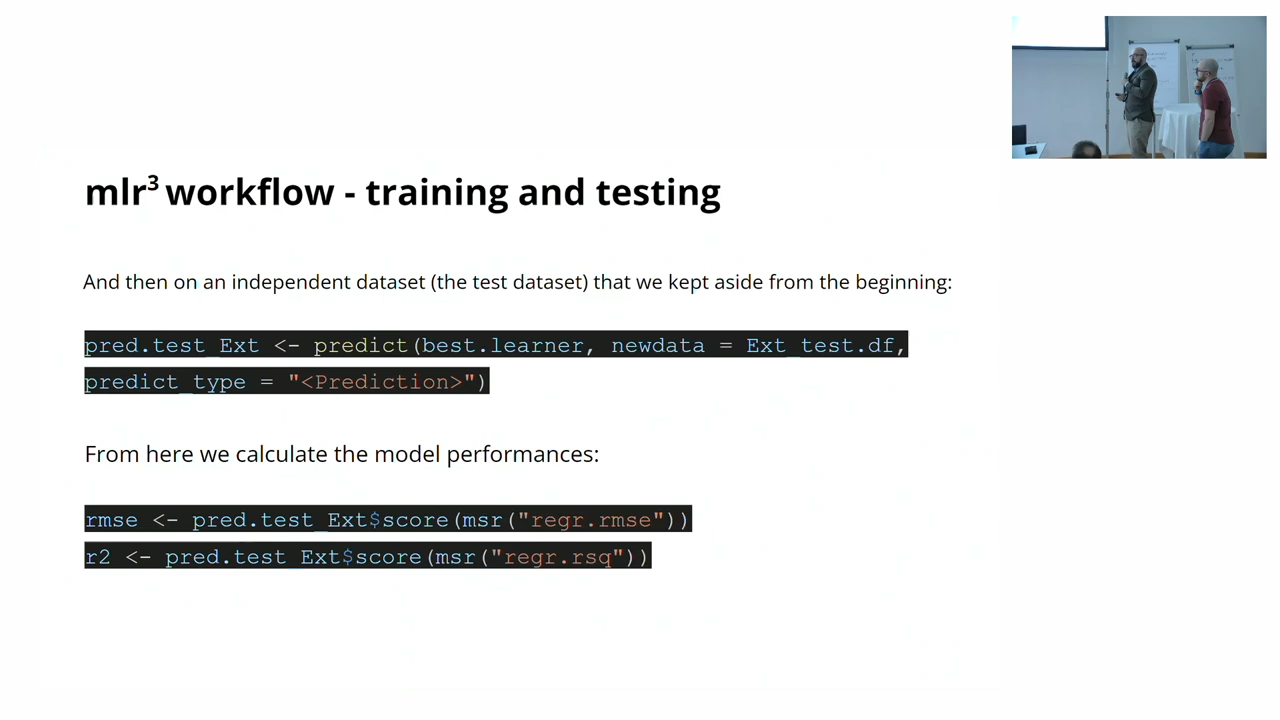 mlr³ workflow - training and testing
And then on an independent dataset (the test dataset) that we kept aside from the beginning:
pred.test_Ext <- predict(best.learner, newdata = Ext_test.df,
predict_type = "<Prediction>")
From here we calculate the model performances:
rmse <- pred.test_Ext$score(msr("regr.rmse"))
r2 <- pred.test_Ext$score(msr("regr.rsq"))